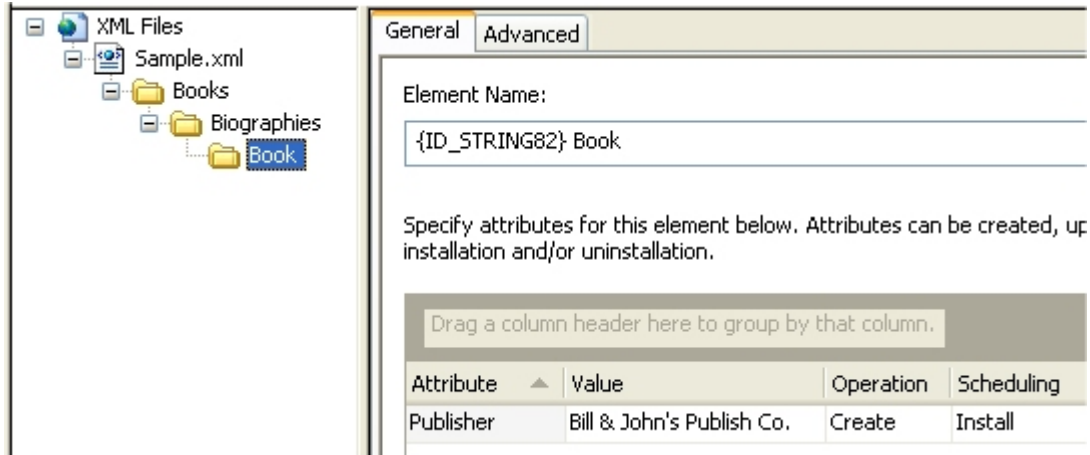 XML Files
Sample.xml
Books
Biographies
Book
General
Advanced
Element Name:
{ID_STRING82} Book
Specify attributes for this element below. Attributes can be created, up
installation and/or uninstallation.
Drag a column header here to group by that column.
Attribute Value Operation Scheduling
Publisher Bill & John's Publish Co. Create Install